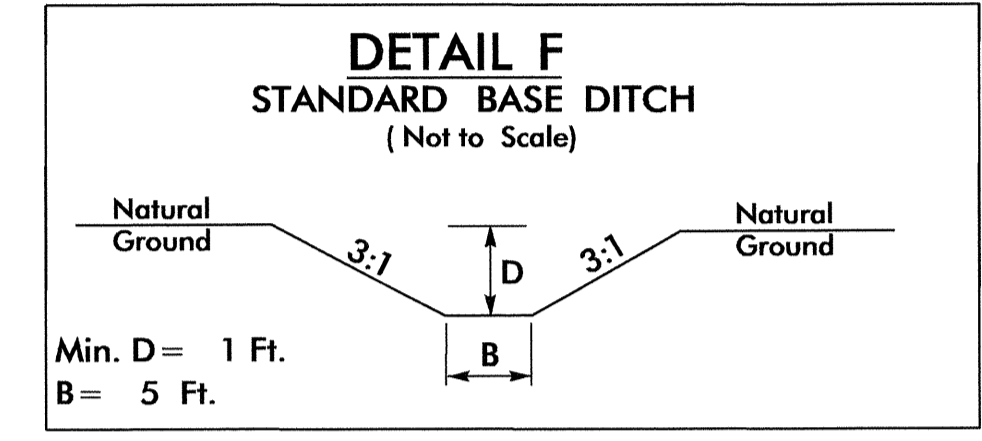 DETAIL F
STANDARD BASE DITCH
( Not to Scale)
Natural
Ground
3:1
D
3:1
Natural
Ground
B
Min. D= 1 Ft.
B= 5 Ft.